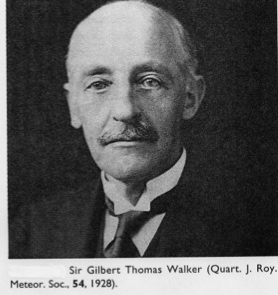 Sir Gilbert Thomas Walker (Quart. J. Roy.
Meteor. Soc., 54, 1928).